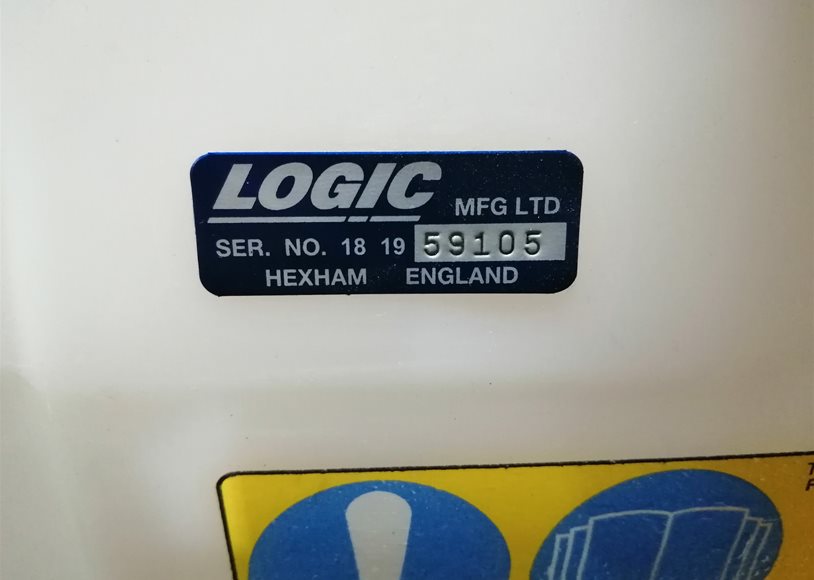 LOGIC MFG LTD
SER. NO. 18 19 59105
HEXHAM ENGLAND